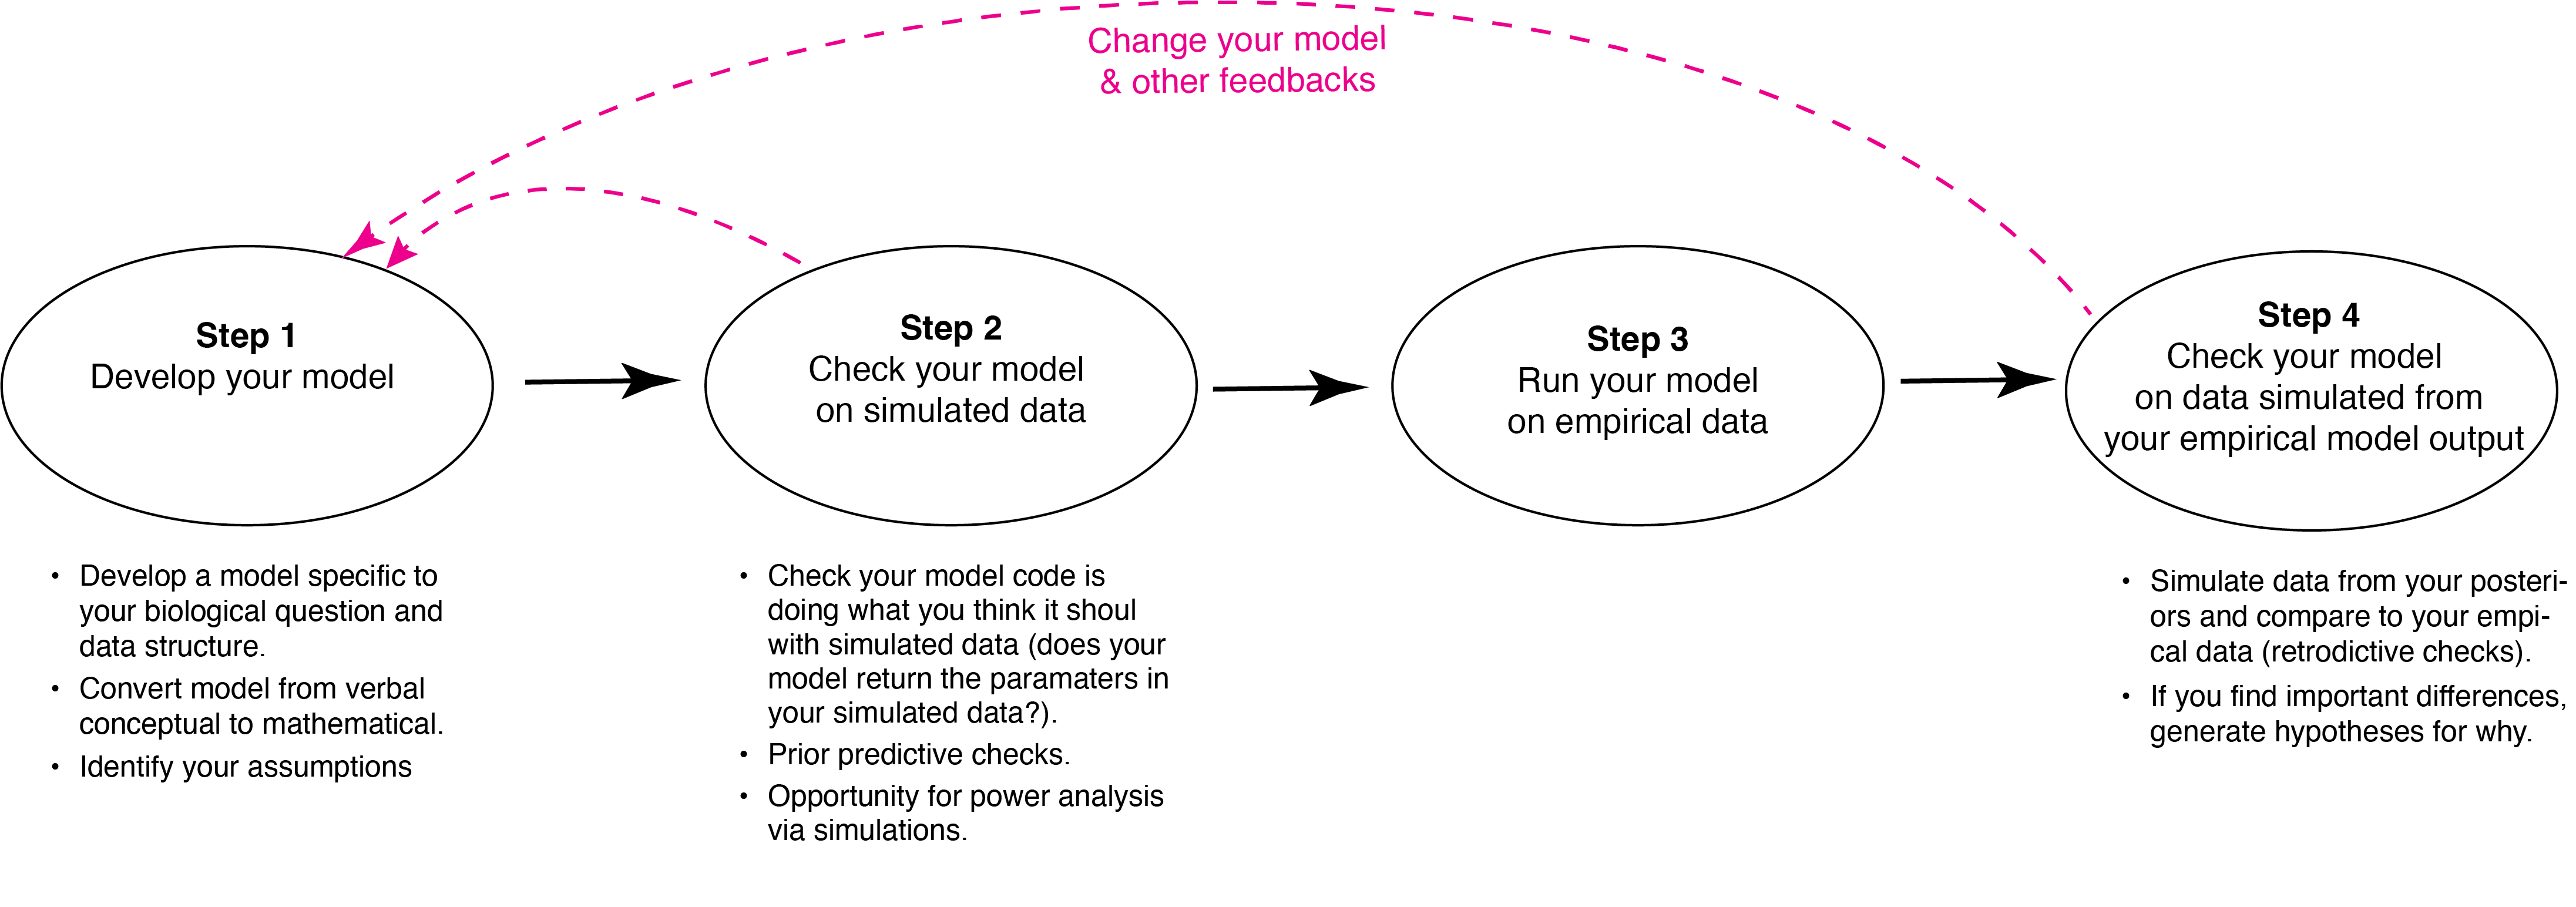 Change your model
& other feedbacks
Step 1
Develop your model
Step 2
Check your model
on simulated data
Step 3
Run your model
on empirical data
Step 4
Check your model
on data simulated from
your empirical model output
• Develop a model specific to
your biological question and
data structure.
• Convert model from verbal
conceptual to mathematical.
• Identify your assumptions
• Check your model code is
doing what you think it shoul
with simulated data (does your
model return the paramaters in
your simulated data?).
• Prior predictive checks.
• Opportunity for power analysis
via simulations.
• Simulate data from your posteri-
ors and compare to your empi-
cal data (retrodictive checks).
• If you find important differences,
generate hypotheses for why.